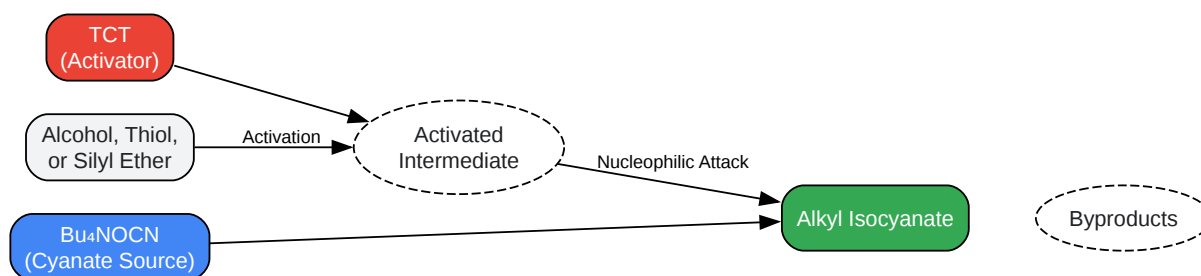 TCT
(Activator)
Alcohol, Thiol,
or Silyl Ether
Activation
Activated
Intermediate
Nucleophilic Attack
Bu₄NOCN
(Cyanate Source)
Alkyl Isocyanate
Byproducts